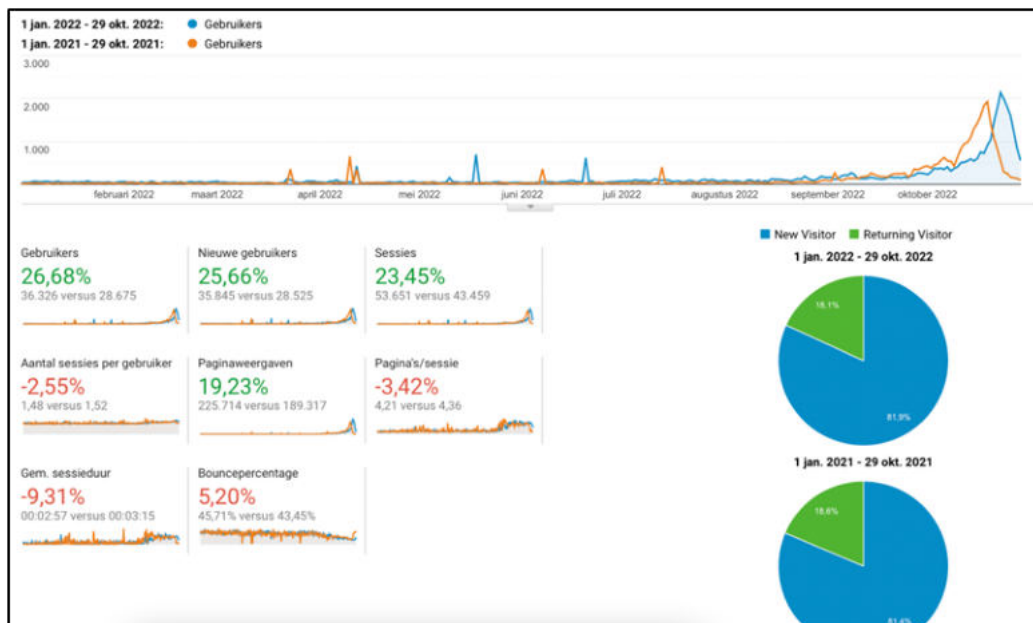 1 jan. 2022 - 29 okt. 2022: Gebruikers
1 jan. 2021 - 29 okt. 2021: Gebruikers
3.000
2.000
1.000
februari 2022 maart 2022 april 2022 mei 2022 juni 2022 juli 2022 augustus 2022 september 2022 oktober 2022
New Visitor Returning Visitor
1 jan. 2022 - 29 okt. 2022
18,1%
81,9%
Gebruikers
26,68%
36.326 versus 28.675
Nieuwe gebruikers
25,66%
35.845 versus 28.525
Sessies
23,45%
53.651 versus 43.459
Aantal sessies per gebruiker
-2,55%
1,48 versus 1,52
Paginaweergaven
19,23%
225.714 versus 189.317
Pagina's/sessie
-3,42%
4,21 versus 4,36
Gem. sessieduur
-9,31%
00:02:57 versus 00:03:15
Bouncepercentage
5,20%
45,71% versus 43,45%
1 jan. 2021 - 29 okt. 2021
18,6%
81,4%